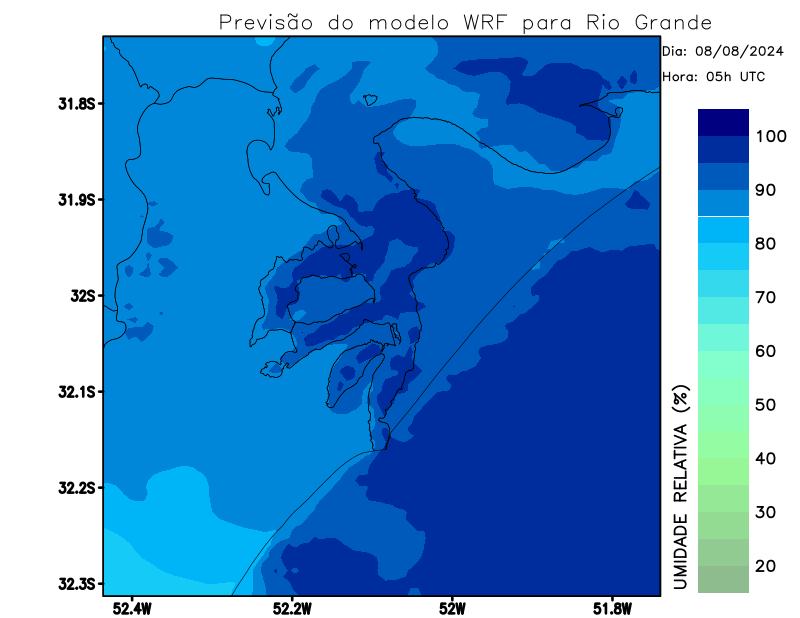 Previsão do modelo WRF para Rio Grande
Dia: 08/08/2024
Hora: 05h UTC
31.8S
31.9S
32S
32.1S
32.2S
32.3S
52.4W
52.2W
52W
51.8W
100
90
80
70
60
50
40
30
20
UMIDADE RELATIVA (%)